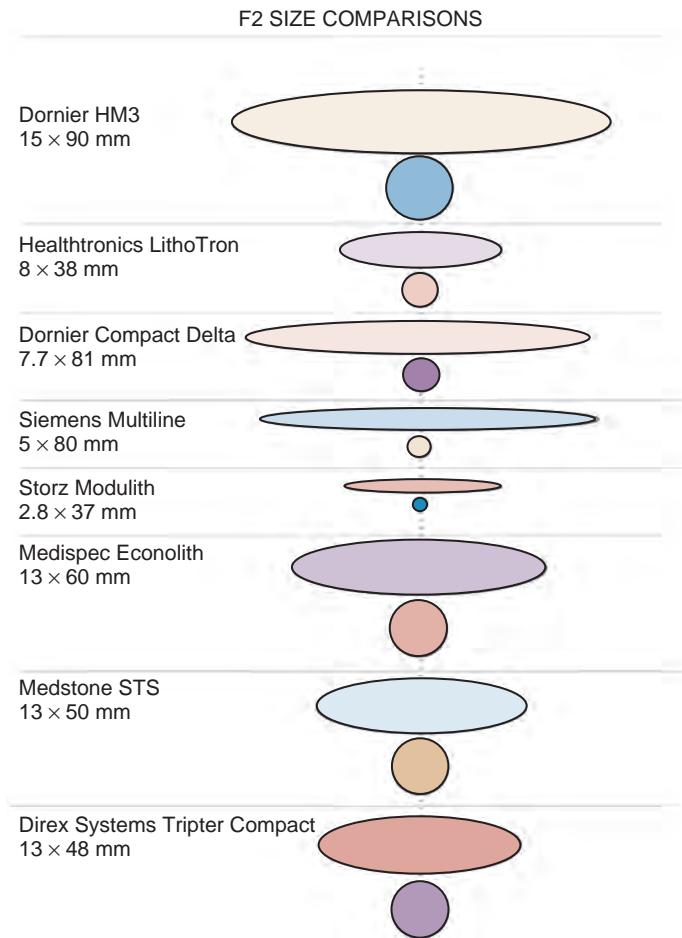 F2 SIZE COMPARISONS
Dornier HM3
15 × 90 mm
Healthtronics LithoTron
8 × 38 mm
Dornier Compact Delta
7.7 × 81 mm
Siemens Multiline
5 × 80 mm
Storz Modulith
2.8 × 37 mm
Medispec Econolith
13 × 60 mm
Medstone STS
13 × 50 mm
Direx Systems Tripter Compact
13 × 48 mm